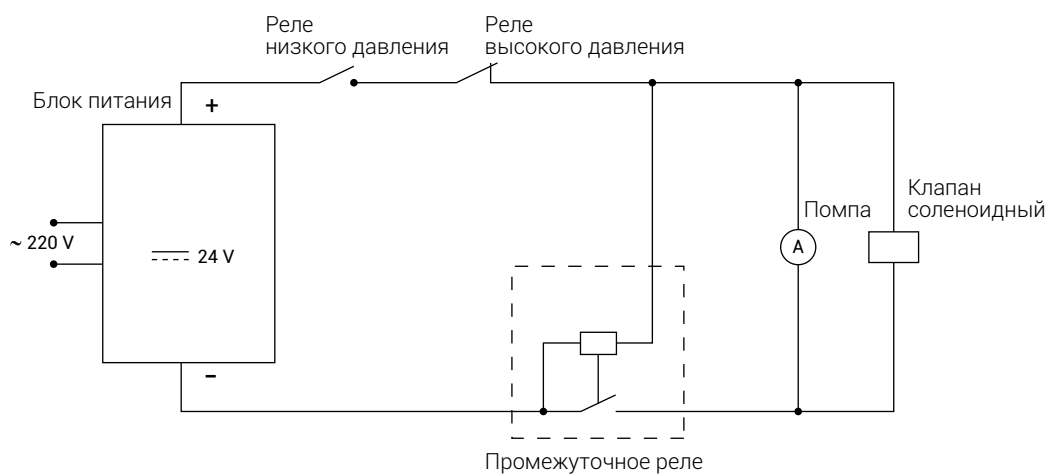 Реле
низкого давления
Реле
высокого давления
Блок питания
+
~ 220 V
24 V
–
Помпа
A
Клапан
соленоидный
Промежуточное реле